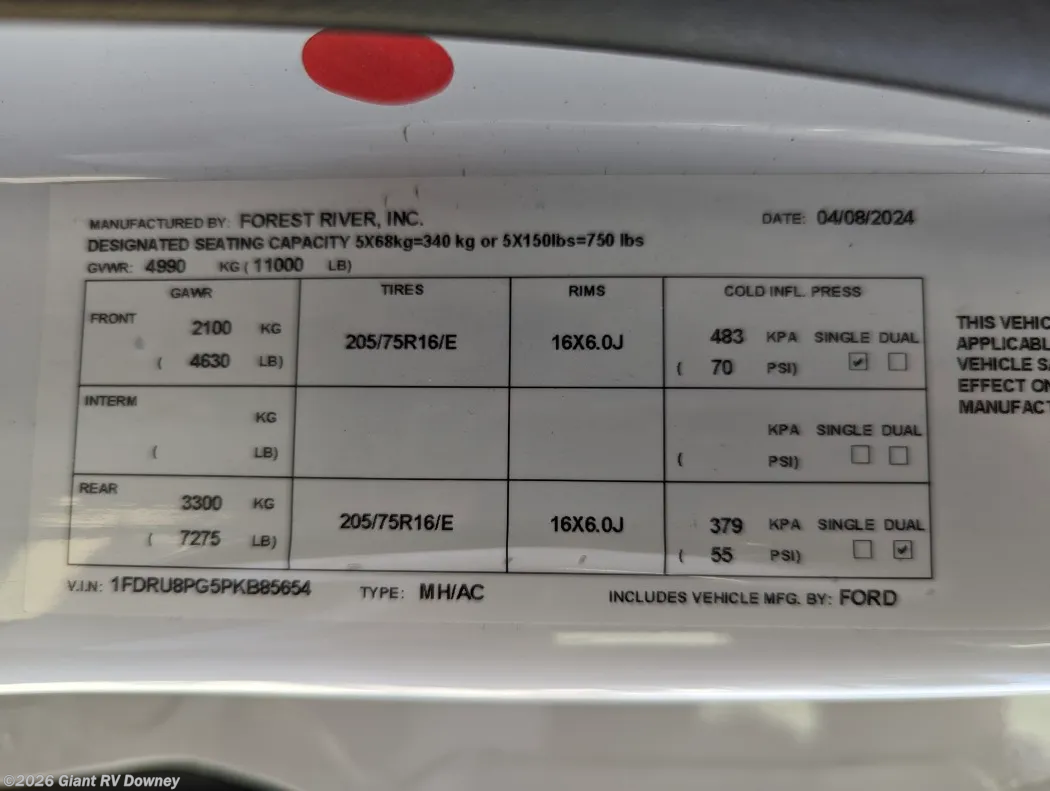 MANUFACTURED BY: FOREST RIVER, INC. DATE: 04/08/2024
DESIGNATED SEATING CAPACITY 5X68kg=340 kg or 5X150lbs=750 lbs
GVWR: 4990 KG ( 11000 LB)
GAWR TIRES RIMS COLD INFL. PRESS
FRONT 2100 KG 205/75R16/E 16X6.0J 483 KPA SINGLE DUAL
( 4630 LB) ( 70 PSI)
INTERM KG KPA SINGLE DUAL
( LB) ( PSI)
REAR 3300 KG 205/75R16/E 16X6.0J 379 KPA SINGLE DUAL
( 7275 LB) ( 55 PSI)
V.I.N: 1FDRU8PG5PKB85654 TYPE: MH/AC INCLUDES VEHICLE MFG. BY: FORD
THIS VEHIC
APPLICABL
VEHICLE
EFFECT ON
MANUFACT
©2026 Giant RV Downey